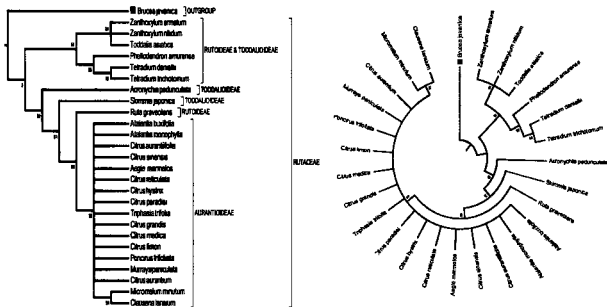 Brucea javanica ] OUTGROUP
Zanthoxylum armatum
Zanthoxylum nitidum
Toddalia asiatica
Phellodendron amurense
Tetradium daniellii
Tetradium trichotomum
RUTOIDEAE & TODDALIOIDEAE
Acronychia pedunculata ] TODDALIOIDEAE
Skimmia japonica ] TODDALIOIDEAE
Ruta graveolens ] RUTOIDEAE
Atalantia buxifolia
Atalantia monophylla
Citrus aurantiifolia
Citrus sinensis
Aegle marmelos
Citrus reticulata
Citrus hystrix
Citrus paradisi
Triphasia trifolia
Citrus grandis
Citrus medica
Citrus limon
Poncirus trifoliata
Murraya paniculata
Citrus aurantium
Micromelum minutum
Clausena lansium
AURANTIOIDEAE
RUTACEAE
Brucea javanica
Zanthoxylum armatum
Zanthoxylum nitidum
Toddalia asiatica
Phellodendron amurense
Tetradium daniellii
Tetradium trichotomum
Acronychia pedunculata
Skimmia japonica
Ruta graveolens
Citrus sinensis
Aegle marmelos
Citrus reticulata
Citrus hystrix
Citrus paradisi
Triphasia trifolia
Citrus grandis
Citrus medica
Citrus limon
Poncirus trifoliata
Murraya paniculata
Citrus aurantium
Micromelum minutum
Clausena lansium